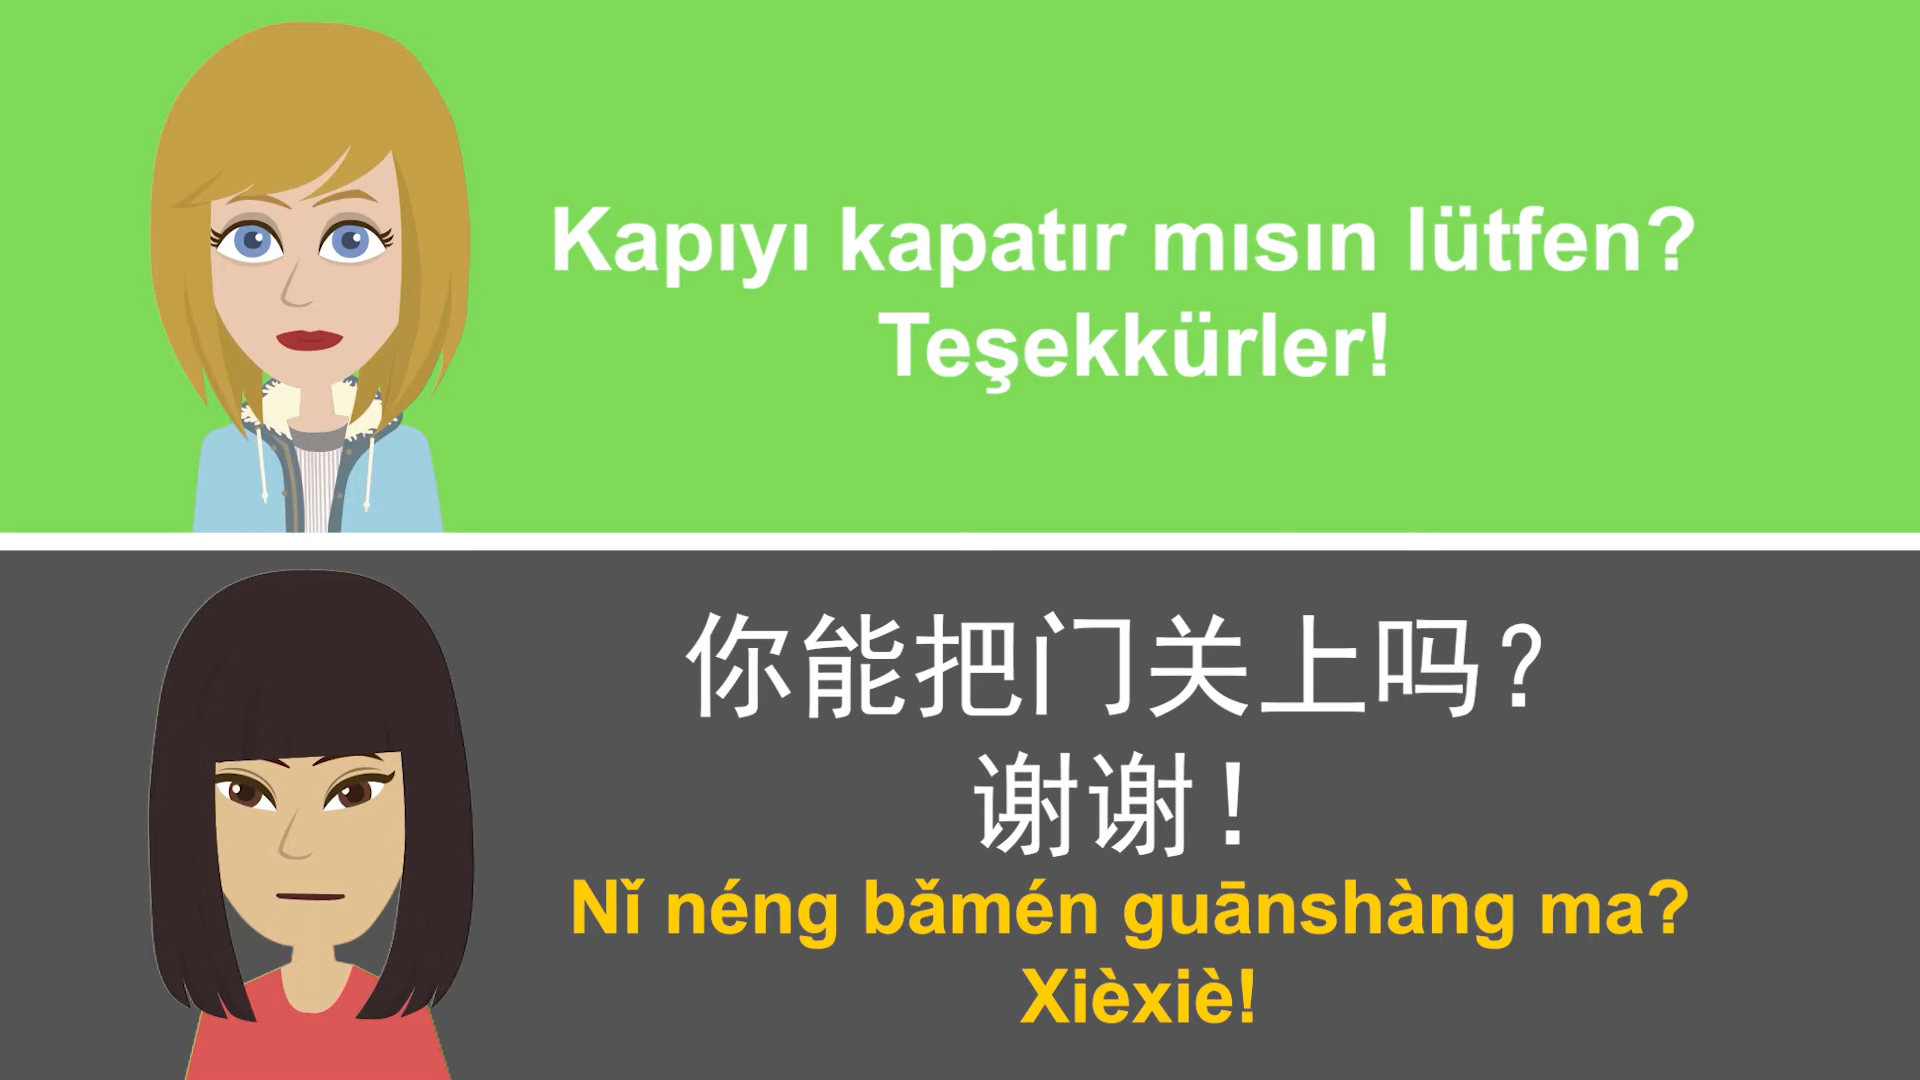 Kapıyı kapatır mısın lütfen?
Teşekkürler!
你能把门关上吗？
谢谢！
Nǐ néng bǎmén guānshàng ma?
Xièxiè!